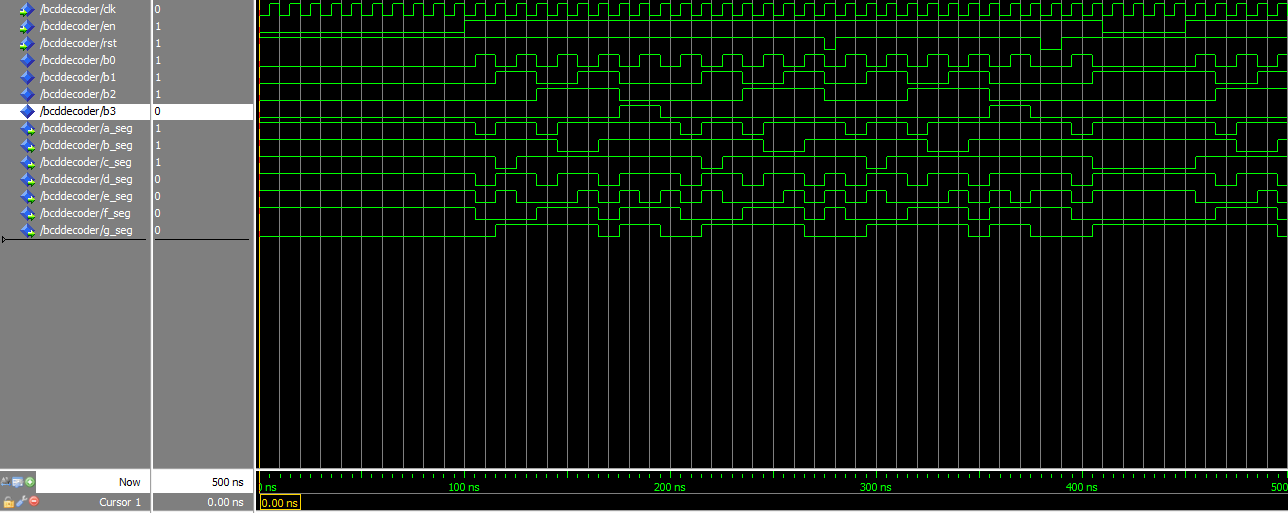 /bcddecoder/clk 0
/bcddecoder/en 1
/bcddecoder/rst 1
/bcddecoder/b0 1
/bcddecoder/b1 1
/bcddecoder/b2 1
/bcddecoder/b3 0
/bcddecoder/a_seg 1
/bcddecoder/b_seg 1
/bcddecoder/c_seg 1
/bcddecoder/d_seg 0
/bcddecoder/e_seg 0
/bcddecoder/f_seg 0
/bcddecoder/g_seg 0
Now 500 ns 0 ns 100 ns 200 ns 300 ns 400 ns 500
Cursor 1 0.00 ns 0.00 ns